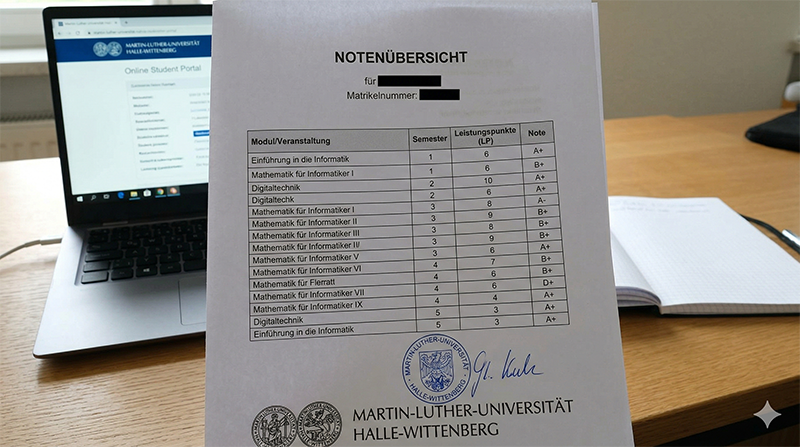 MARTIN-LUTHER-UNIVERSITÄT
HALLE-WITTENBERG
Online Student Portal
NOTENÜBERSICHT
für
Matrikelnummer:
Modul/Veranstaltung Semester Leistungspunkte (LP) Note
Einführung in die Informatik 1 6 A+
Mathematik für Informatiker I 1 6 B+
Digitaltechnik 2 10 A+
Digitaltechk 2 6 A+
Mathematik für Informatiker I 3 8 A-
Mathematik für Informatiker II 3 9 B+
Mathematik für Informatiker III 3 8 B+
Mathematik für Informatiker II/ 3 9 B+
Mathematik für Informatiker V 3 6 A+
Mathematik für Informatiker VI 4 7 B+
Mathematik für Flerratt 4 6 B+
Mathematik für Informatiker VII 4 6 D+
Mathematik für Informatiker IX 4 4 A+
Digitaltechnik 5 3 A+
Einführung in die Informatik 5 3 A+
MARTIN-LUTHER-UNIVERSITÄT
HALLE-WITTENBERG
MARTIN-LUTHER-UNIVERSITÄT
HALLE-WITTENBERG